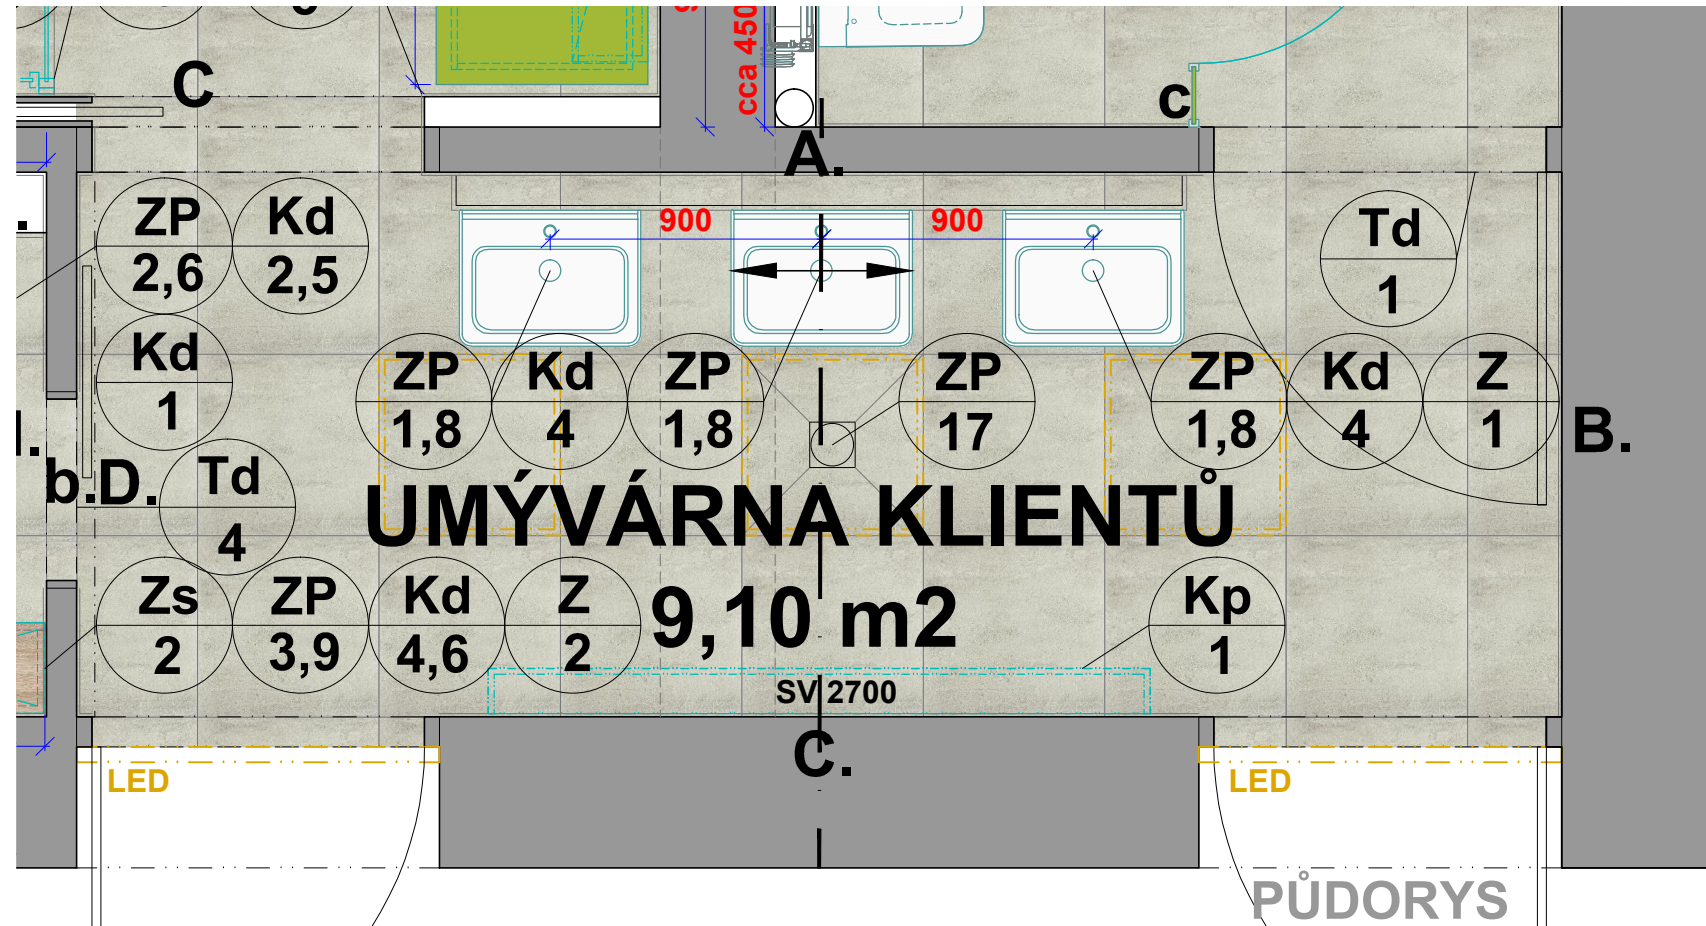 cca 450
C
c
A.
ZP
2,6
Kd
2,5
900
900
Td
1
Kd
1
ZP
1,8
Kd
4
ZP
1,8
ZP
17
ZP
1,8
Kd
4
Z
1
B.
b.
D.
Td
4
UMÝVÁRNA KLIENTŮ
9,10 m2
Zs
2
ZP
3,9
Kd
4,6
Z
2
Kp
1
SV 2700
C.
LED
LED
PŮDORYS